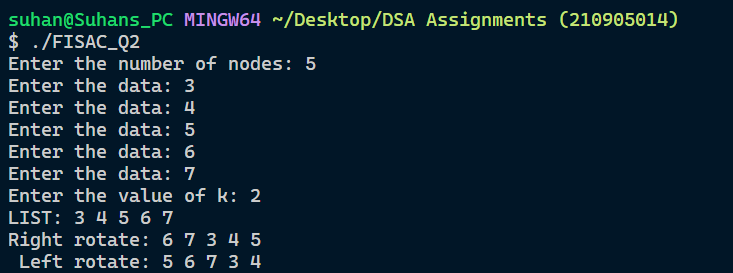 suhan@Suhans_PC MINGW64 ~/Desktop/DSA Assignments (210905014)
$ ./FISAC_Q2
Enter the number of nodes: 5
Enter the data: 3
Enter the data: 4
Enter the data: 5
Enter the data: 6
Enter the data: 7
Enter the value of k: 2
LIST: 3 4 5 6 7
Right rotate: 6 7 3 4 5
 Left rotate: 5 6 7 3 4